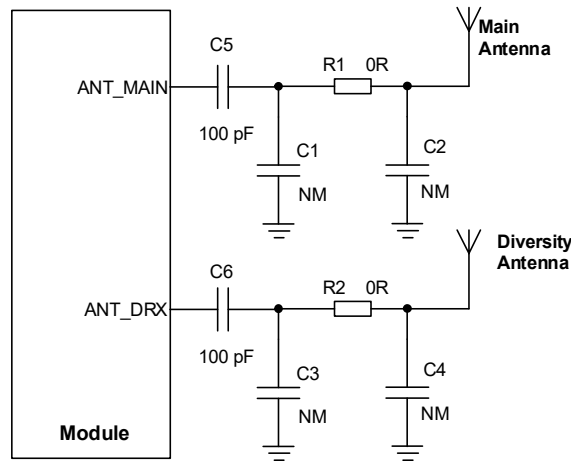 C5
Main
Antenna
R1 0R
ANT_MAIN
100 pF
C1
C2
NM
NM
Diversity
Antenna
C6
R2 0R
ANT_DRX
100 pF
C3
C4
NM
NM
Module